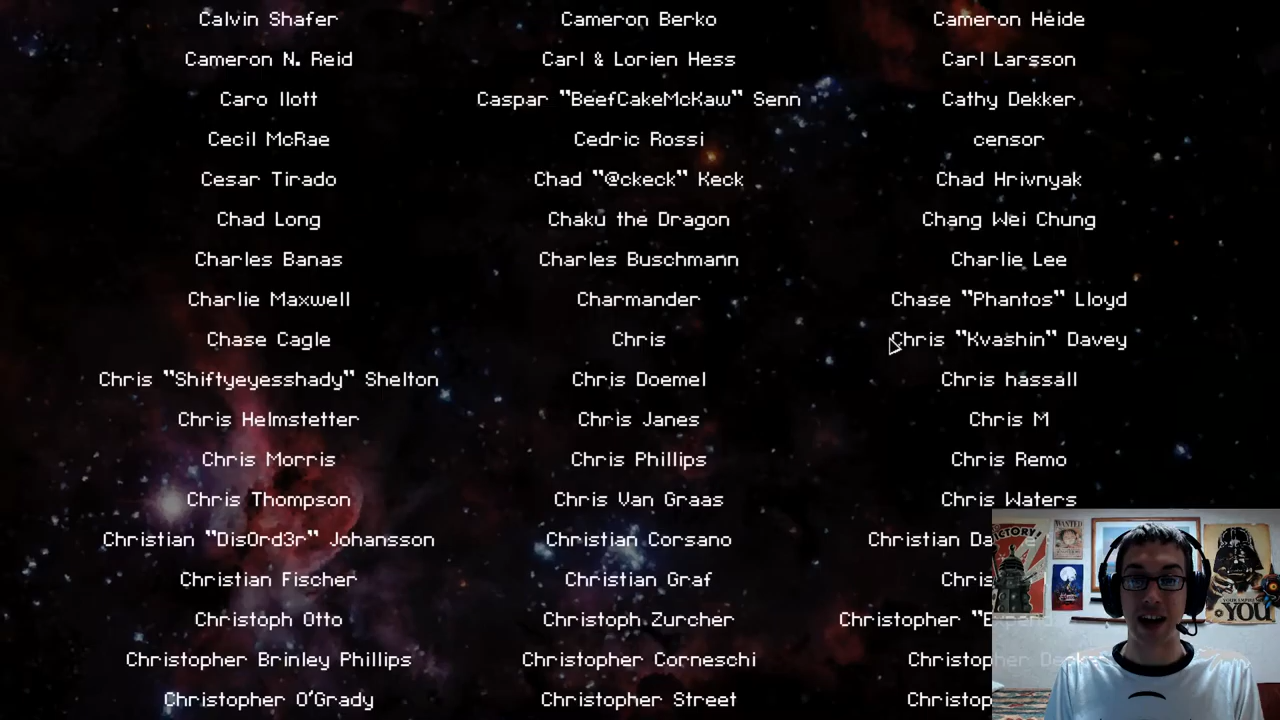 Calvin Shafer Cameron Berko Cameron Heide
Cameron N. Reid Carl & Lorien Hess Carl Larsson
Caro Ilott Caspar "BeefCakeMcKaw" Senn Cathy Dekker
Cecil McRae Cedric Rossi censor
Cesar Tirado Chad "@ckeck" Keck Chad Hrivnyak
Chad Long Chaku the Dragon Chang Wei Chung
Charles Banas Charles Buschmann Charlie Lee
Charlie Maxwell Charmander Chase "Phantos" Lloyd
Chase Cagle Chris Chris "Kvashin" Davey
Chris "Shiftyeyesshady" Shelton Chris Doemel Chris hassall
Chris Helmstetter Chris Janes Chris M
Chris Morris Chris Phillips Chris Remo
Chris Thompson Chris Van Graas Chris Waters
Christian "DisOrd3r" Johansson Christian Corsano Christian
Christian Fischer Christian Graf
Christoph Otto Christoph Zurcher Christopher
Christopher Brinley Phillips Christopher Corneschi
Christopher O'Grady Christopher Street
WANTED
YOU